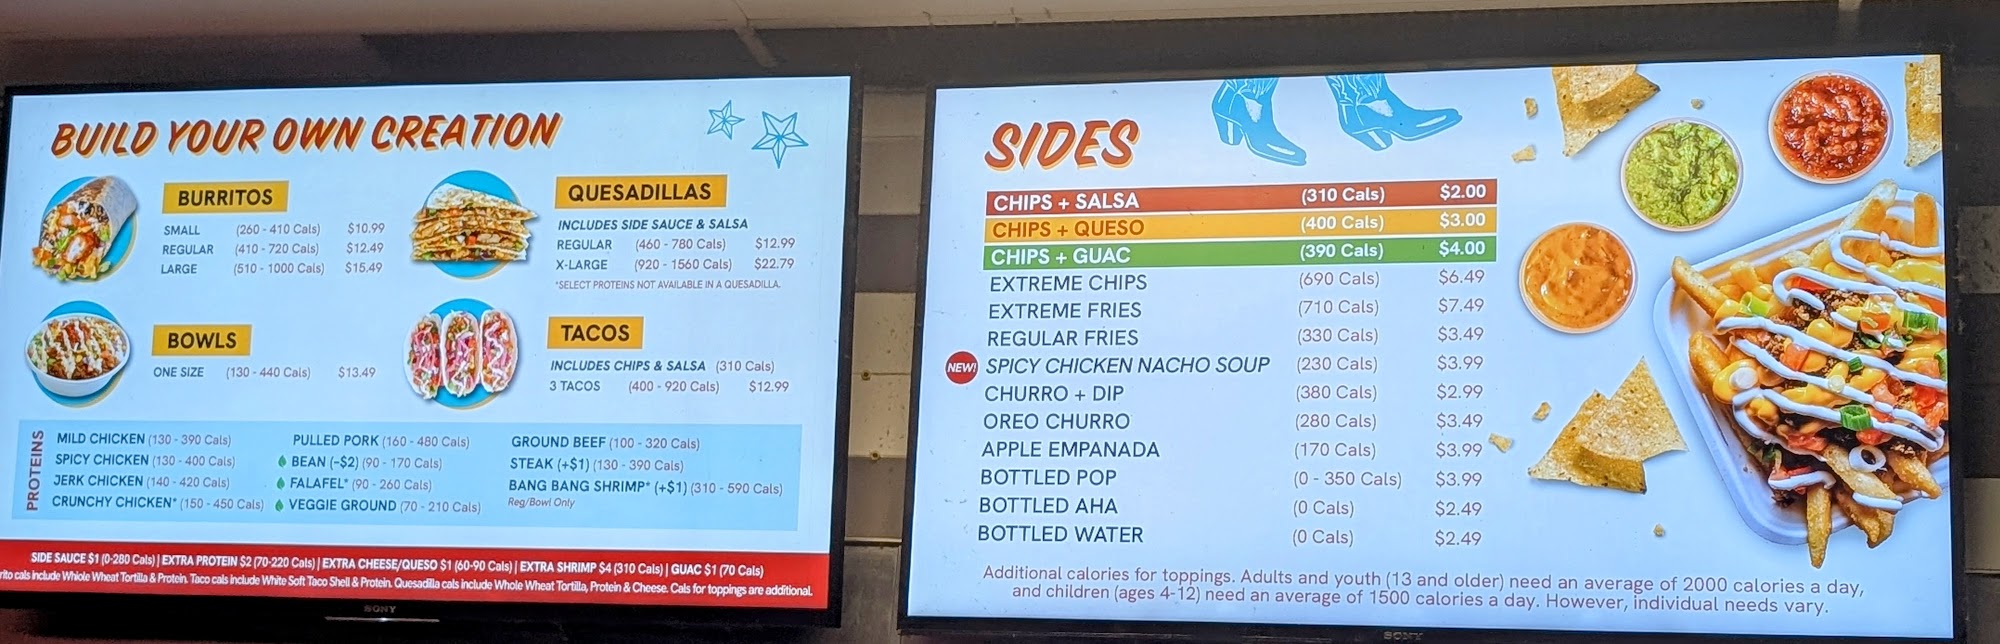 BUILD YOUR OWN CREATION
BURRITOS
SMALL (260 - 410 Cals) $10.99
REGULAR (410 - 720 Cals) $12.49
LARGE (510 - 1000 Cals) $15.49
QUESADILLAS
INCLUDES SIDE SAUCE & SALSA
REGULAR (460 - 780 Cals) $12.99
X-LARGE (920 - 1560 Cals) $22.79
*SELECT PROTEINS NOT AVAILABLE IN A QUESADILLA.
BOWLS
ONE SIZE (130 - 440 Cals) $13.49
TACOS
INCLUDES CHIPS & SALSA (310 Cals)
3 TACOS (400 - 920 Cals) $12.99
PROTEINS
MILD CHICKEN (130 - 390 Cals)
SPICY CHICKEN (130 - 400 Cals)
JERK CHICKEN (140 - 420 Cals)
CRUNCHY CHICKEN* (150 - 450 Cals)
PULLED PORK (160 - 480 Cals)
BEAN (-$2) (90 - 170 Cals)
FALAFEL* (90 - 260 Cals)
VEGGIE GROUND (70 - 210 Cals)
GROUND BEEF (100 - 320 Cals)
STEAK (+$1) (130 - 390 Cals)
BANG BANG SHRIMP* (+$1) (310 - 590 Cals)
Reg/Bowl Only
SIDE SAUCE $1 (0-280 Cals) | EXTRA PROTEIN $2 (70-220 Cals) | EXTRA CHEESE/QUESO $1 (60-90 Cals) | EXTRA SHRIMP $4 (310 Cals) | GUAC $1 (70 Cals)
rito cals include Whole Wheat Tortilla & Protein. Taco cals include White Soft Taco Shell & Protein. Quesadilla cals include Whole Wheat Tortilla, Protein & Cheese. Cals for toppings are additional.
SONY
SIDES
CHIPS + SALSA (310 Cals) $2.00
CHIPS + QUESO (400 Cals) $3.00
CHIPS + GUAC (390 Cals) $4.00
EXTREME CHIPS (690 Cals) $6.49
EXTREME FRIES (710 Cals) $7.49
REGULAR FRIES (330 Cals) $3.49
NEW! SPICY CHICKEN NACHO SOUP (230 Cals) $3.99
CHURRO + DIP (380 Cals) $2.99
OREO CHURRO (280 Cals) $3.49
APPLE EMPANADA (170 Cals) $3.99
BOTTLED POP (0 - 350 Cals) $3.99
BOTTLED AHA (0 Cals) $2.49
BOTTLED WATER (0 Cals) $2.49
Additional calories for toppings. Adults and youth (13 and older) need an average of 2000 calories a day,
and children (ages 4-12) need an average of 1500 calories a day. However, individual needs vary.
SONY